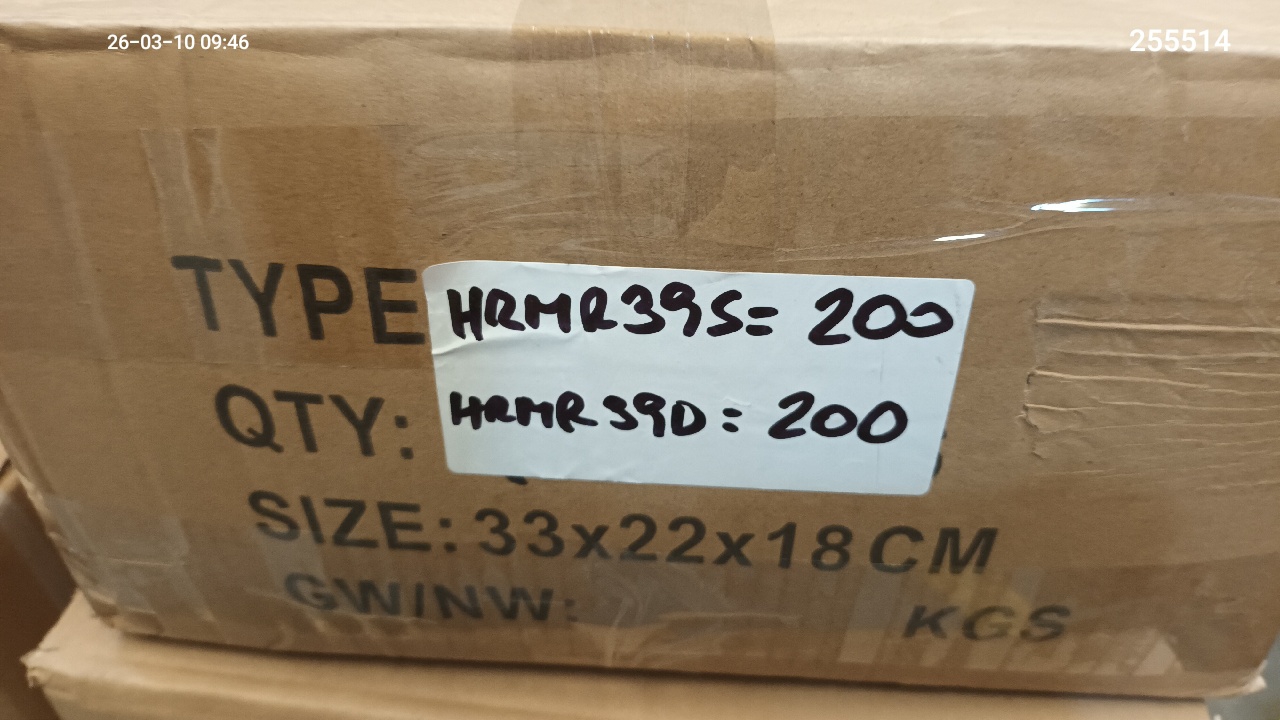 26-03-10 09:46
255514
TYPE
HRMR39S= 200
QTY:
HRMR39D: 200
SIZE: 33x22x18CM
GW/NW: KGS